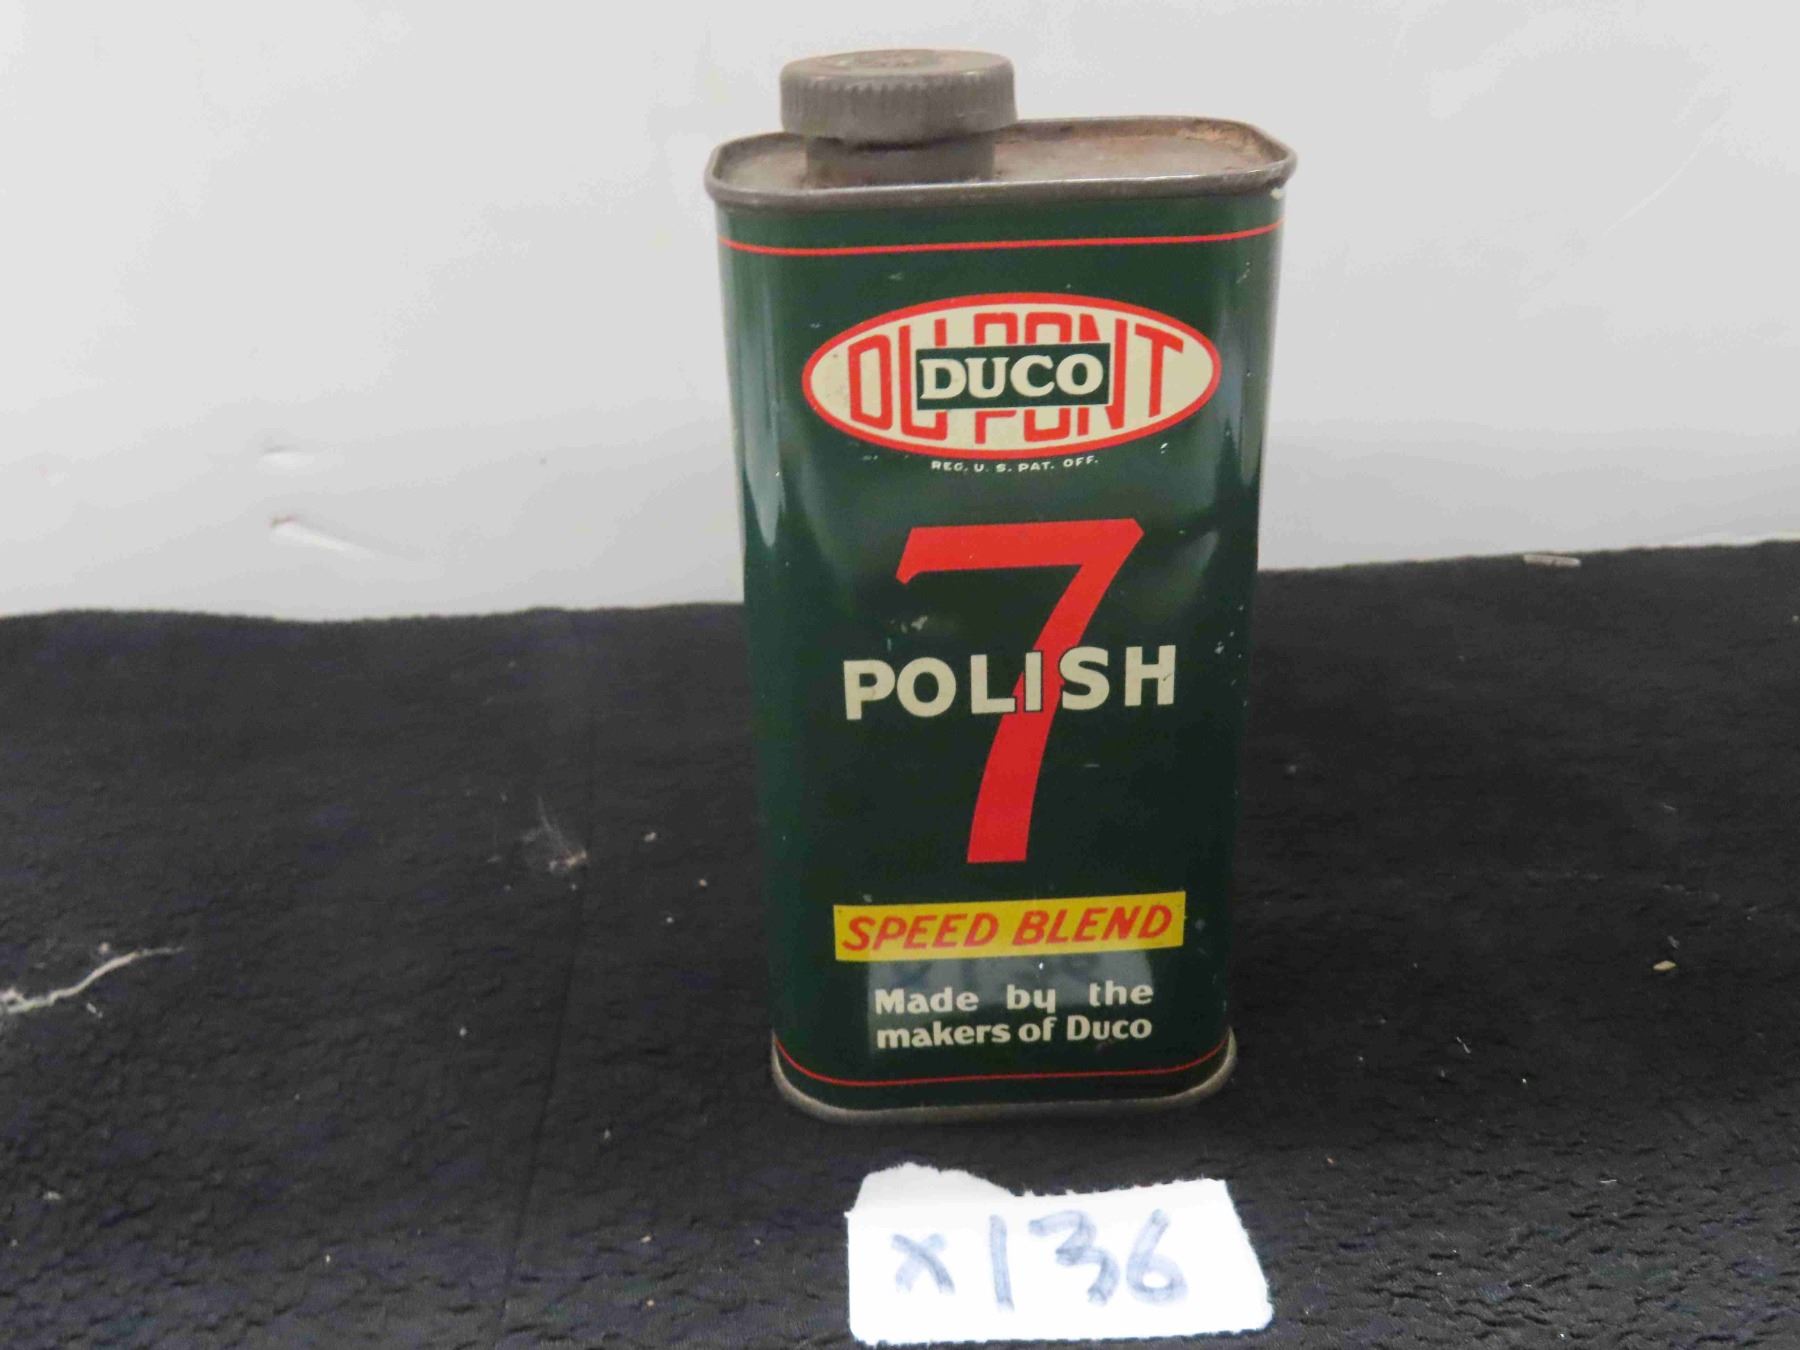 DU PONT
DUCO
REG. U. S. PAT. OFF.
7
POLISH
SPEED BLEND
Made by the
makers of Duco
x136